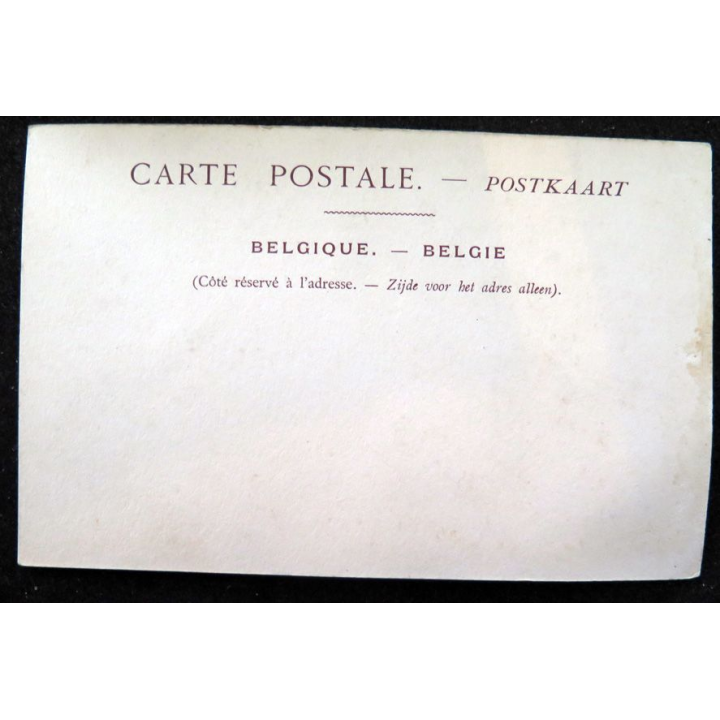 CARTE POSTALE. — POSTKAART
BELGIQUE. — BELGIE
(Côté réservé à l'adresse. — Zijde voor het adres alleen).